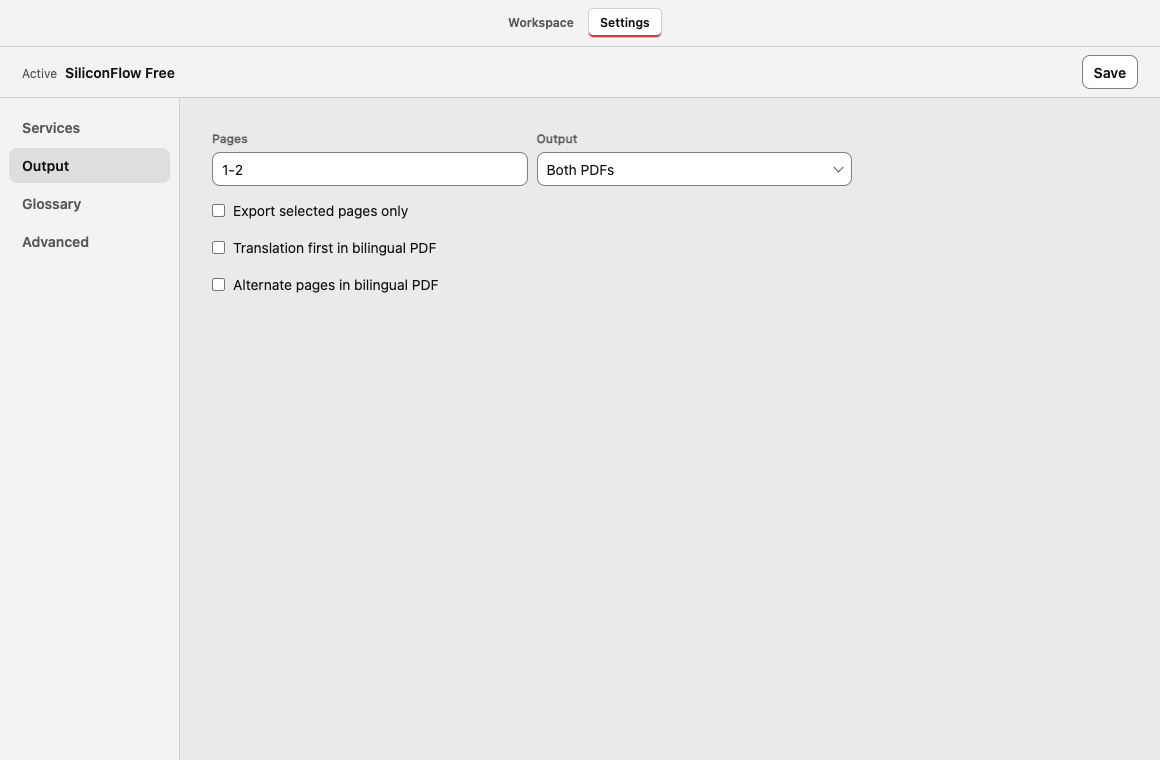 Workspace
Settings
Active SiliconFlow Free
Save
Services
Output
Glossary
Advanced
Pages
Output
1-2
Both PDFs
Export selected pages only
Translation first in bilingual PDF
Alternate pages in bilingual PDF